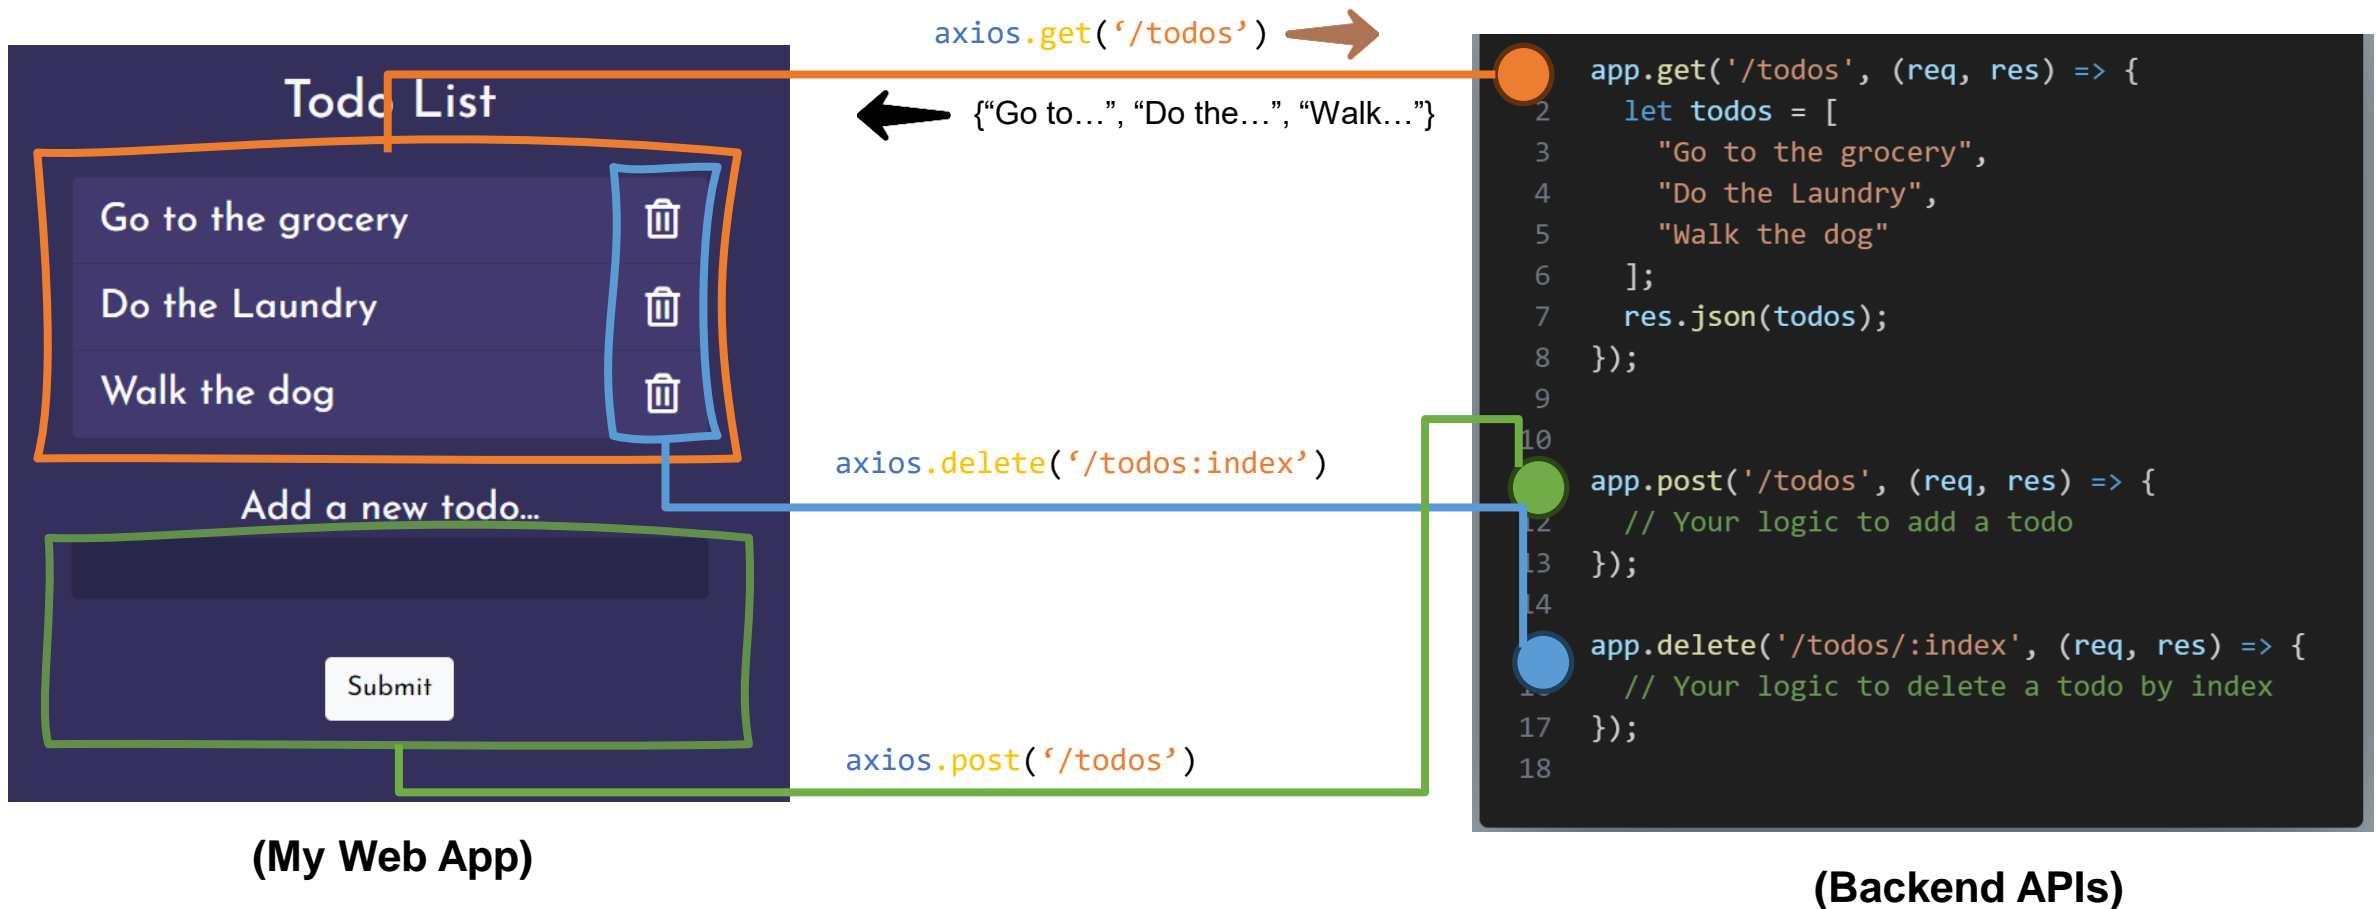 axios.get(‘/todos’)
{“Go to…”, “Do the…”, “Walk…”}
Todo List
Go to the grocery
Do the Laundry
Walk the dog
Add a new todo...
Submit
axios.delete(‘/todos:index’)
axios.post(‘/todos’)
(My Web App)
app.get('/todos', (req, res) => {
2 let todos = [
3 "Go to the grocery",
4 "Do the Laundry",
5 "Walk the dog"
6 ];
7 res.json(todos);
8 });
9
10
app.post('/todos', (req, res) => {
12 // Your logic to add a todo
13 });
14
app.delete('/todos/:index', (req, res) => {
// Your logic to delete a todo by index
17 });
18
(Backend APIs)